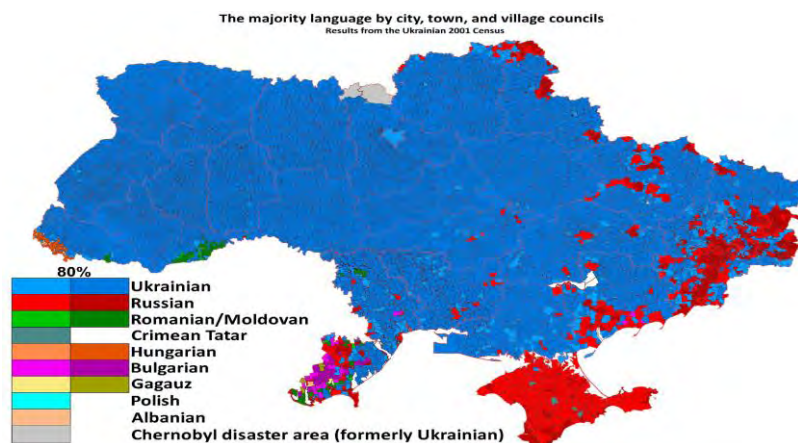 The majority language by city, town, and village councils
Results from the Ukrainian 2001 Census
80%
Ukrainian
Russian
Romanian/Moldovan
Crimean Tatar
Hungarian
Bulgarian
Gagauz
Polish
Albanian
Chernobyl disaster area (formerly Ukrainian)